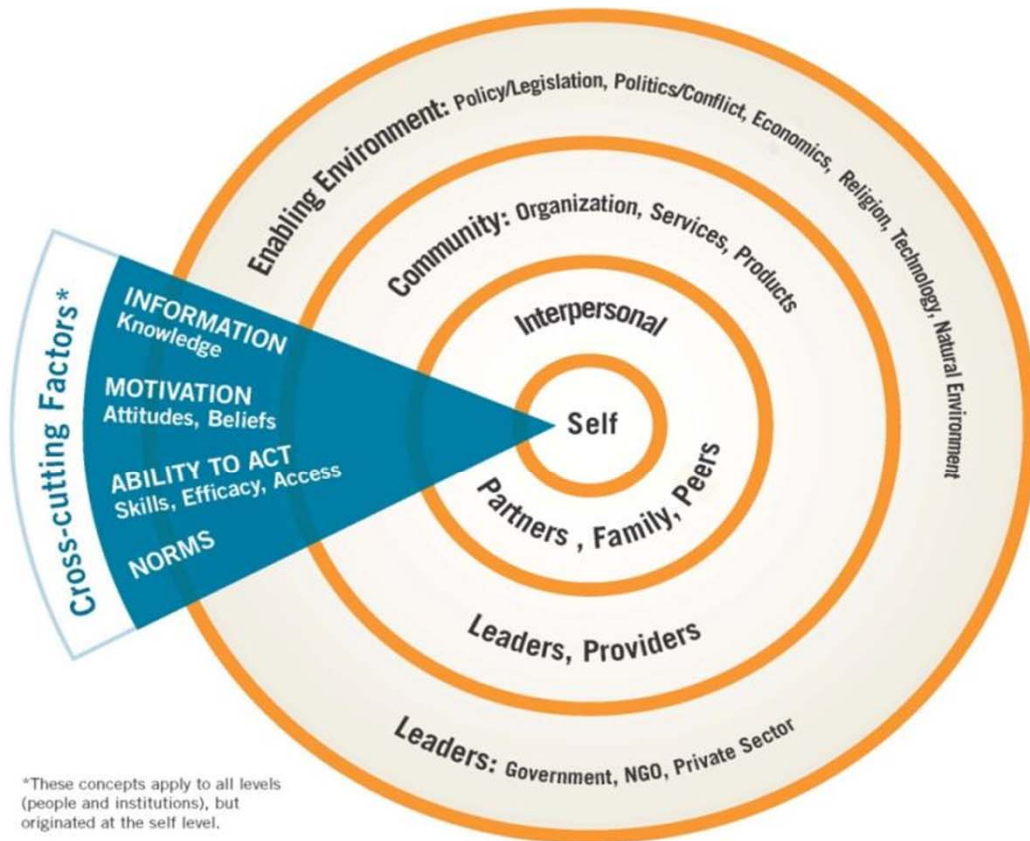 Enabling Environment: Policy/Legislation, Politics/Conflict, Economics, Religion, Technology, Natural Environment
Community: Organization, Services, Products
Interpersonal
Self
Partners , Family, Peers
Leaders, Providers
Leaders: Government, NGO, Private Sector
Cross-cutting Factors*
INFORMATION
Knowledge
MOTIVATION
Attitudes, Beliefs
ABILITY TO ACT
Skills, Efficacy, Access
NORMS
*These concepts apply to all levels
(people and institutions), but
originated at the self level.